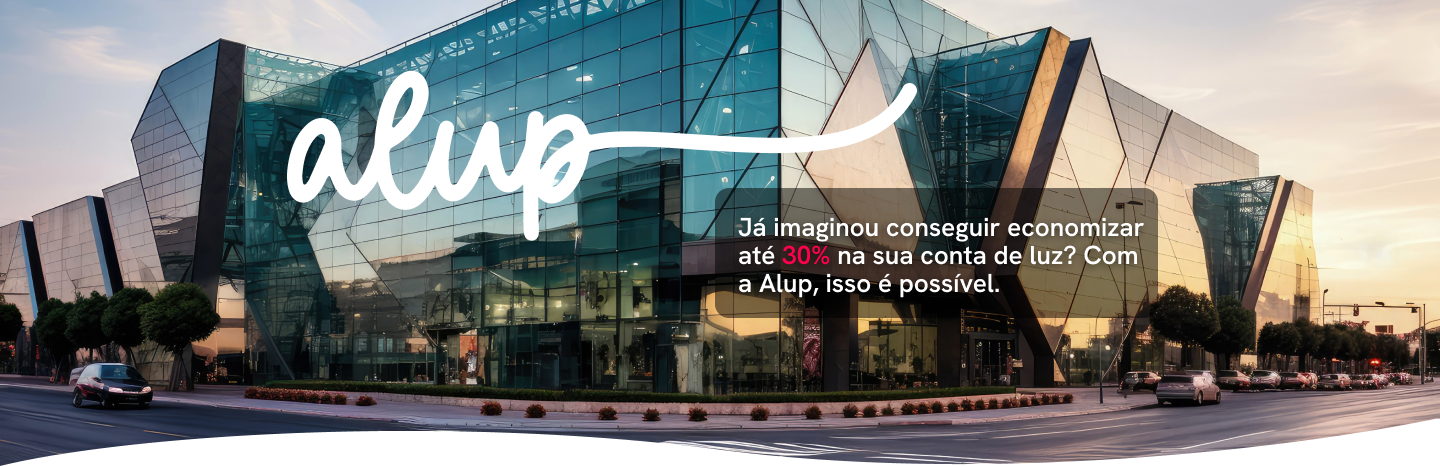 alup
Já imaginou conseguir economizar
até 30% na sua conta de luz? Com
a Alup, isso é possível.